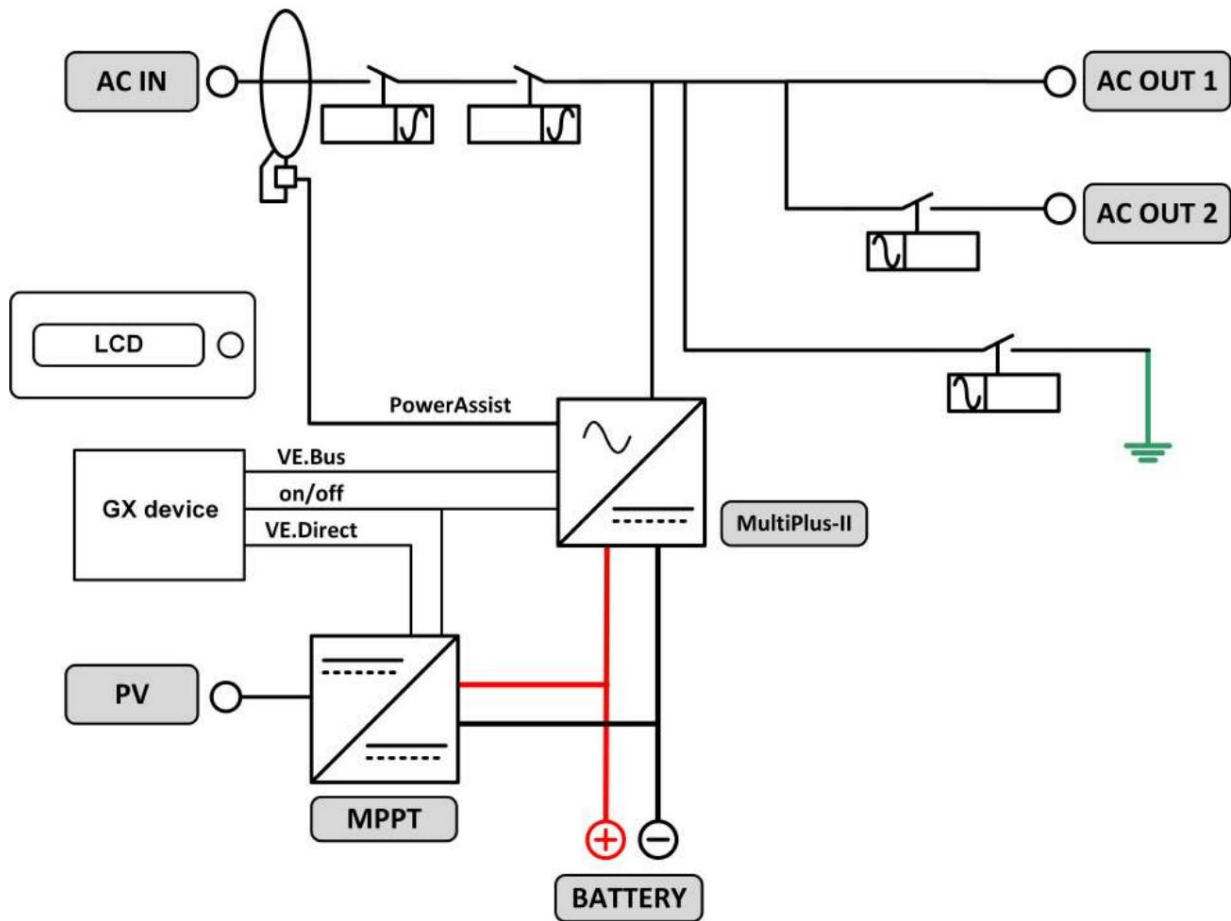 AC IN
AC OUT 1
AC OUT 2
LCD
PowerAssist
VE.Bus
GX device
on/off
VE.Direct
MultiPlus-II
PV
MPPT
BATTERY